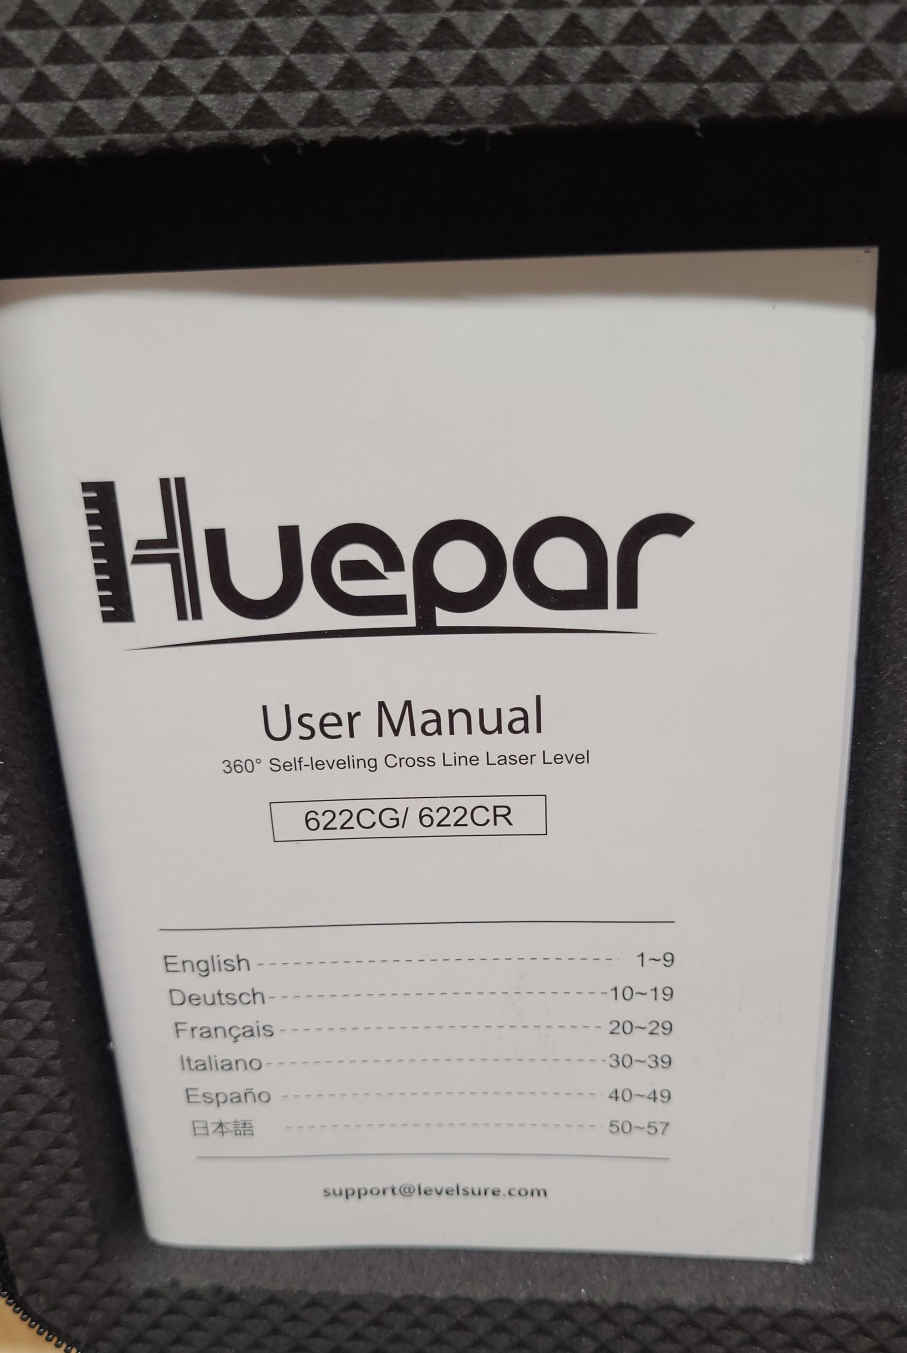 Huepar
User Manual
360° Self-leveling Cross Line Laser Level
622CG/ 622CR
English ------------------------------------ 1~9
Deutsch------------------------------------10~19
Français --------------------------------- 20~29
Italiano-----------------------------------30~39
Españo --------------------------------- 40~49
日本語 --------------------------------- 50~57
support@levelsure.com